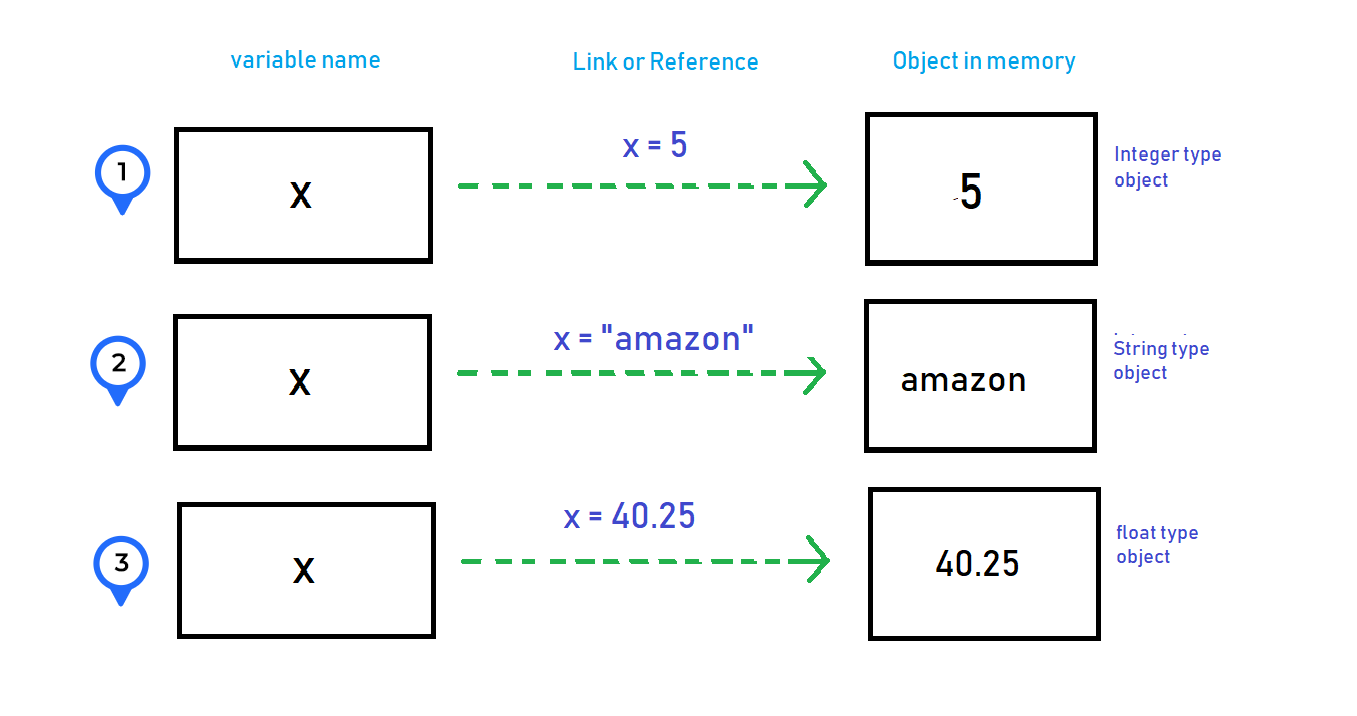 variable name
Link or Reference
Object in memory
1
x
x = 5
5
Integer type
object
2
x
x = "amazon"
amazon
String type
object
3
x
x = 40.25
40.25
float type
object